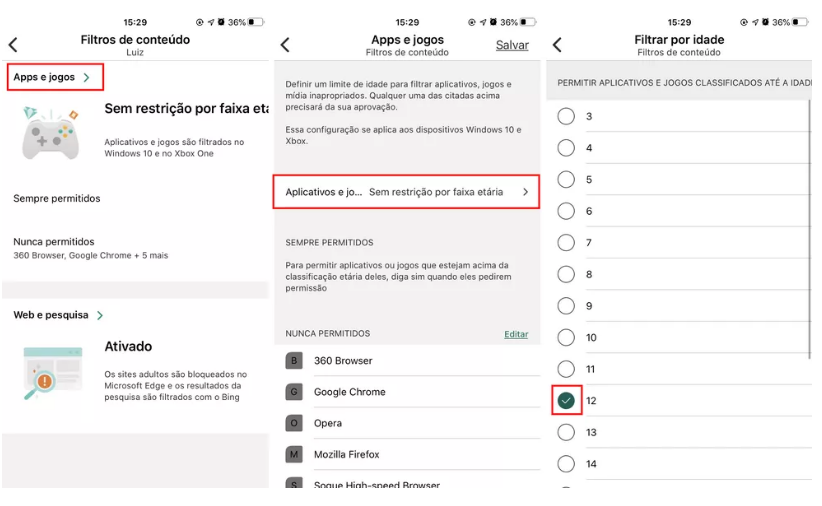 15:29
36%
Filtros de conteúdo
Luiz
Apps e jogos
Sem restrição por faixa etá
Aplicativos e jogos são filtrados no
Windows 10 e no Xbox One
Sempre permitidos
Nunca permitidos
360 Browser, Google Chrome + 5 mais
Web e pesquisa
Ativado
Os sites adultos são bloqueados no
Microsoft Edge e os resultados da
pesquisa são filtrados com o Bing
15:29
36%
Apps e jogos
Filtros de conteúdo
Salvar
Definir um limite de idade para filtrar aplicativos, jogos e
mídia inapropriados. Qualquer uma das citadas acima
precisará da sua aprovação.
Essa configuração se aplica aos dispositivos Windows 10 e
Xbox.
Aplicativos e jo... Sem restrição por faixa etária
SEMPRE PERMITIDOS
Para permitir aplicativos ou jogos que estejam acima da
classificação etária deles, diga sim quando eles pedirem
permissão
NUNCA PERMITIDOS Editar
B 360 Browser
G Google Chrome
O Opera
M Mozilla Firefox
S Sogue High-speed Browser
15:29
36%
Filtrar por idade
Filtros de conteúdo
PERMITIR APLICATIVOS E JOGOS CLASSIFICADOS ATÉ A IDAD
3
4
5
6
7
8
9
10
11
12
13
14